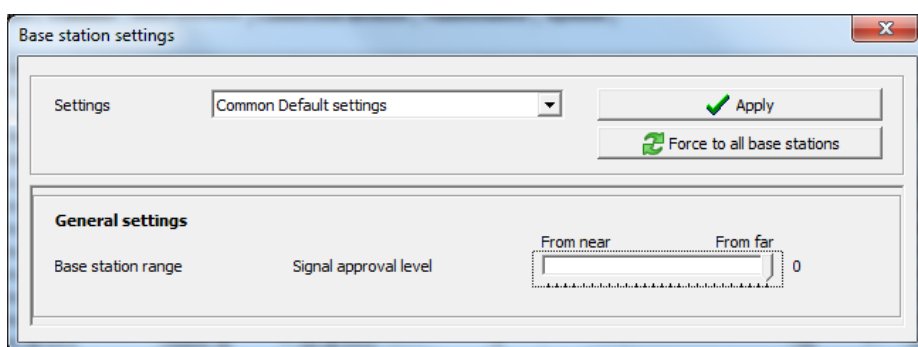 Base station settings
Settings
Common Default settings
Apply
Force to all base stations
General settings
From near
From far
Base station range
Signal approval level
0